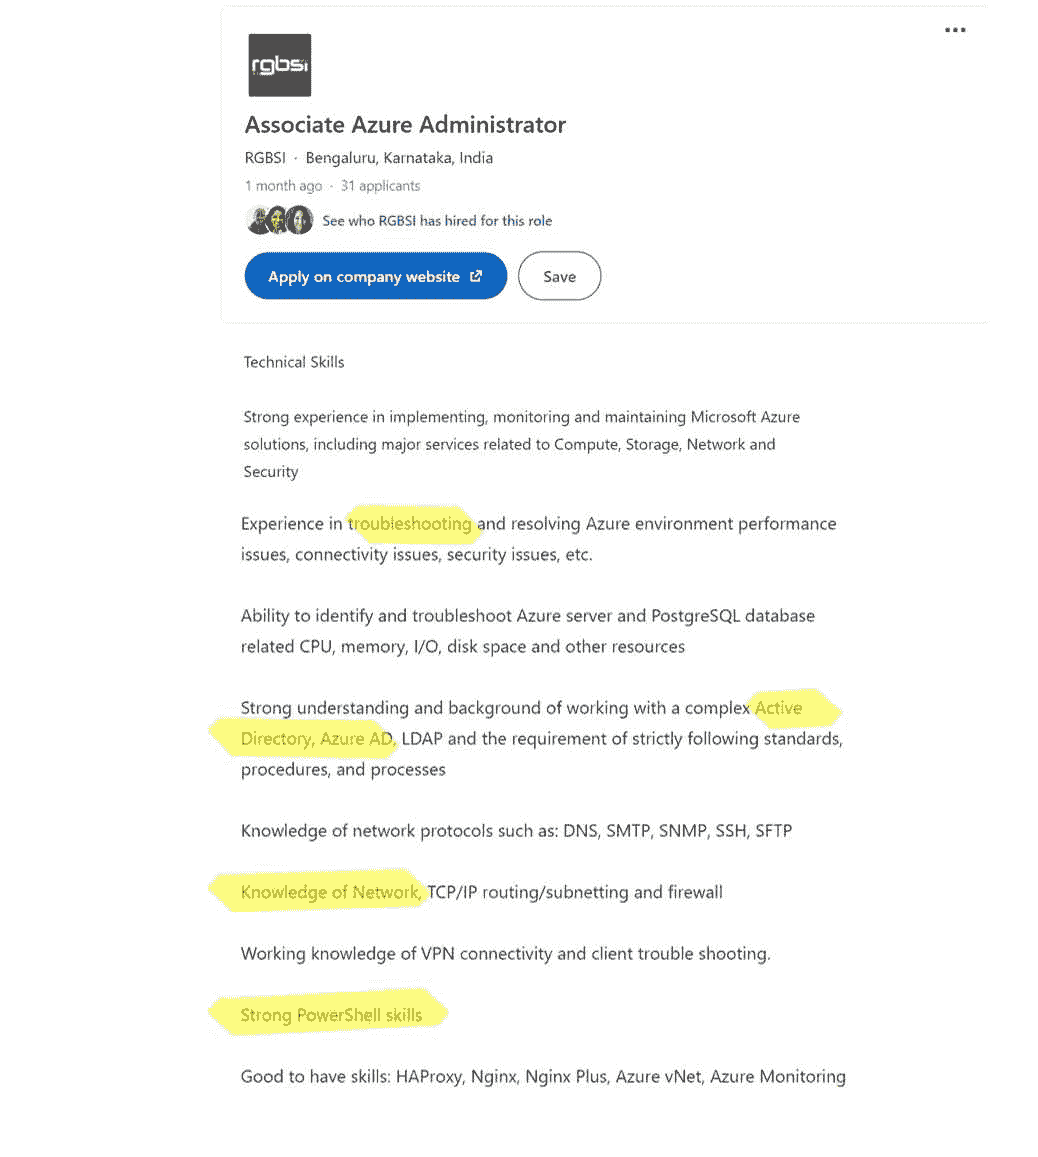 rgbsi
Associate Azure Administrator
RGBSI · Bengaluru, Karnataka, India
1 month ago · 31 applicants
See who RGBSI has hired for this role
Apply on company website
Save
Technical Skills
Strong experience in implementing, monitoring and maintaining Microsoft Azure
solutions, including major services related to Compute, Storage, Network and
Security
Experience in troubleshooting and resolving Azure environment performance
issues, connectivity issues, security issues, etc.
Ability to identify and troubleshoot Azure server and PostgreSQL database
related CPU, memory, I/O, disk space and other resources
Strong understanding and background of working with a complex Active
Directory, Azure AD, LDAP and the requirement of strictly following standards,
procedures, and processes
Knowledge of network protocols such as: DNS, SMTP, SNMP, SSH, SFTP
Knowledge of Network, TCP/IP routing/subnetting and firewall
Working knowledge of VPN connectivity and client trouble shooting.
Strong PowerShell skills
Good to have skills: HAProxy, Nginx, Nginx Plus, Azure vNet, Azure Monitoring